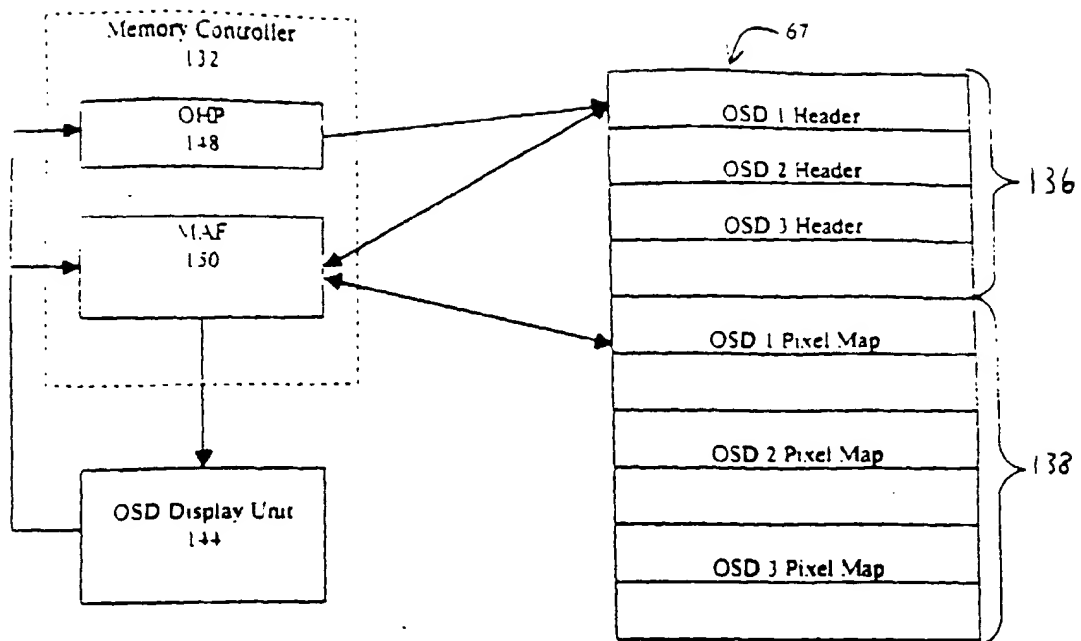 Memory Controller
132
OHP
148
MAF
150
OSD Display Unit
144
67
OSD 1 Header
OSD 2 Header
OSD 3 Header
136
OSD 1 Pixel Map
OSD 2 Pixel Map
OSD 3 Pixel Map
138